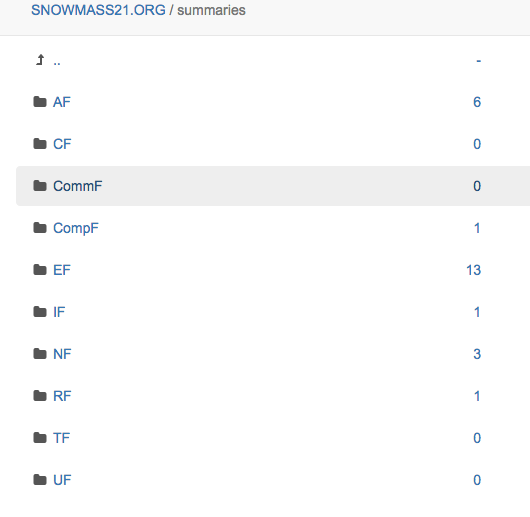 SNOWMASS21.ORG / summaries
.. -
AF 6
CF 0
CommF 0
CompF 1
EF 13
IF 1
NF 3
RF 1
TF 0
UF 0